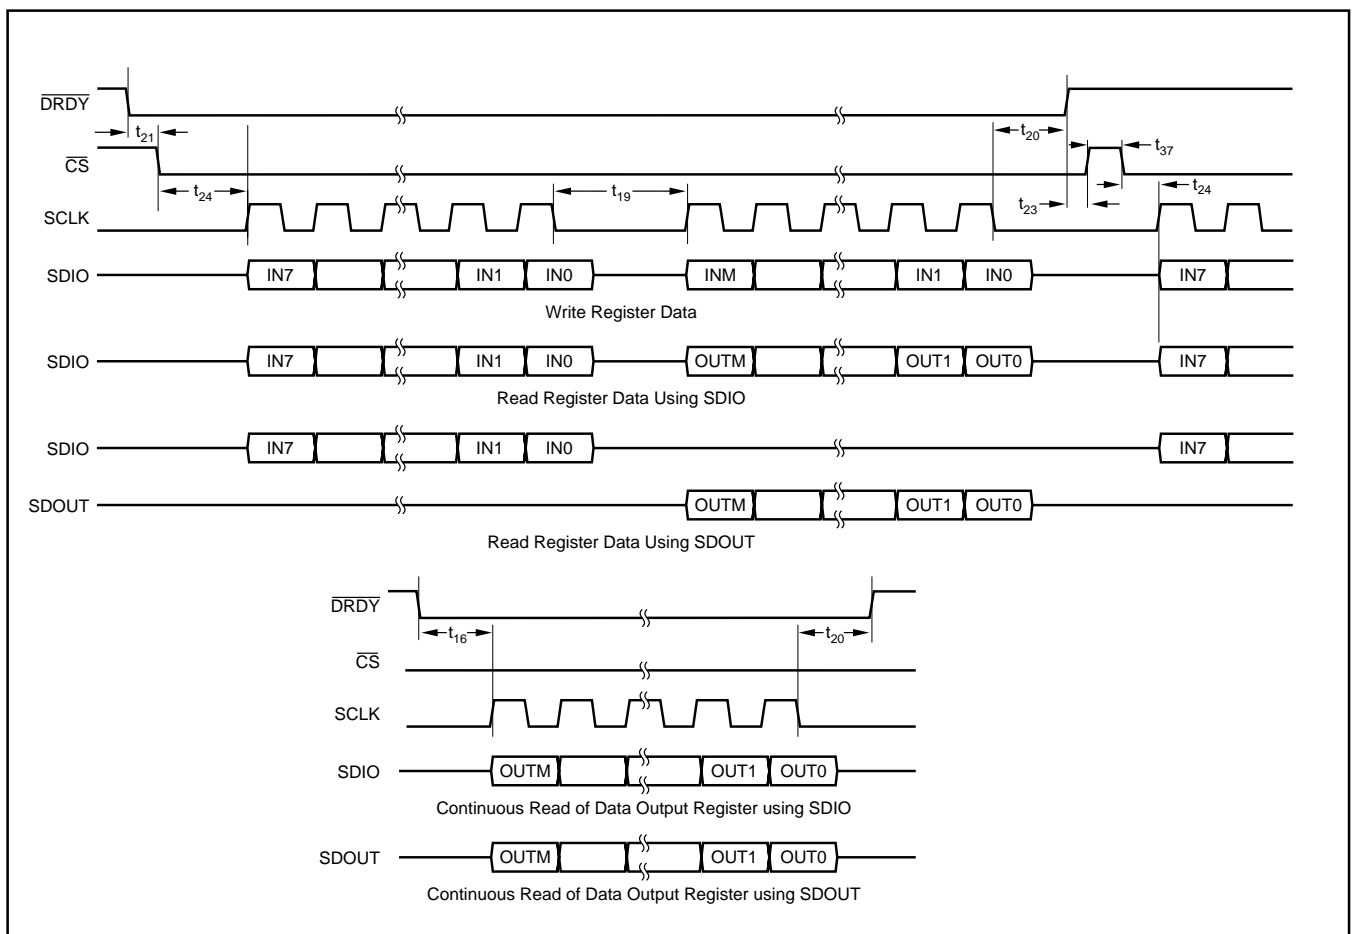 DRDY
t21
t20
CS
t37
t24
t19
t24
t23
SCLK
SDIO IN7 IN1 IN0 INM IN1 IN0 IN7
Write Register Data
SDIO IN7 IN1 IN0 OUTM OUT1 OUT0 IN7
Read Register Data Using SDIO
SDIO IN7 IN1 IN0 IN7
SDOUT OUTM OUT1 OUT0
Read Register Data Using SDOUT
DRDY
t16 t20
CS
SCLK
SDIO OUTM OUT1 OUT0
Continuous Read of Data Output Register using SDIO
SDOUT OUTM OUT1 OUT0
Continuous Read of Data Output Register using SDOUT